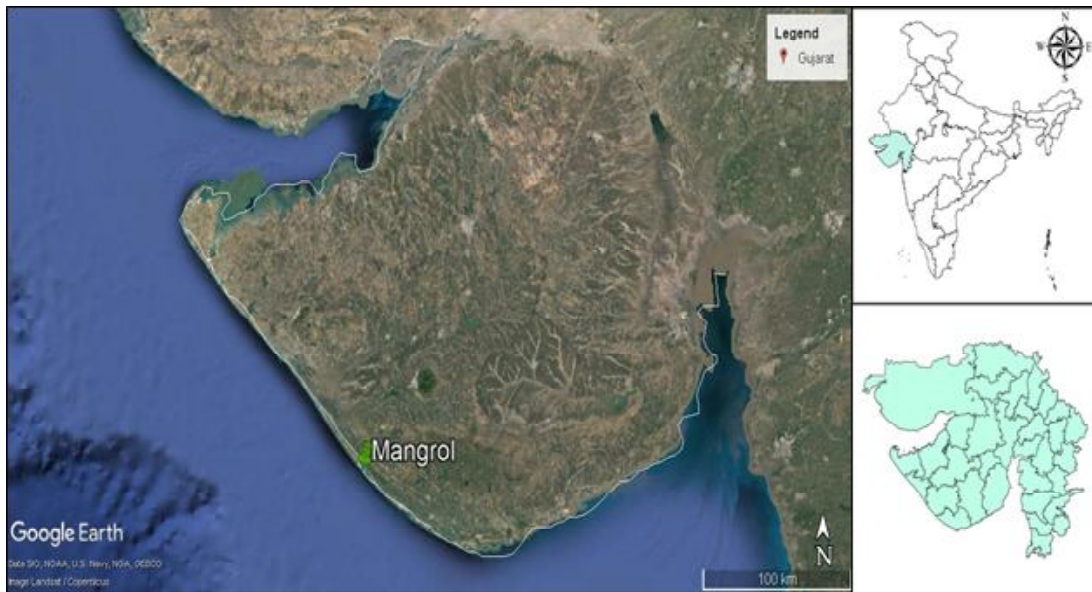 Legend
Gujarat
Mangrol
Google Earth
Data SIO, NOAA, U.S. Navy, NGA, GEBCO
Image Landsat / Copernicus
N
100 km
N
W
E
S